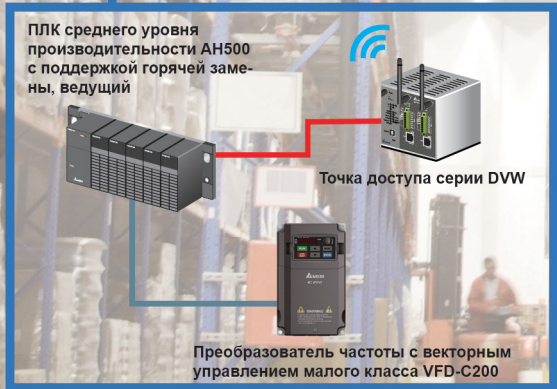 ПЛК среднего уровня
производительности AH500
с поддержкой горячей заме-
ны, ведущий
Точка доступа серии DVW
Преобразователь частоты с векторным
управлением малого класса VFD-C200